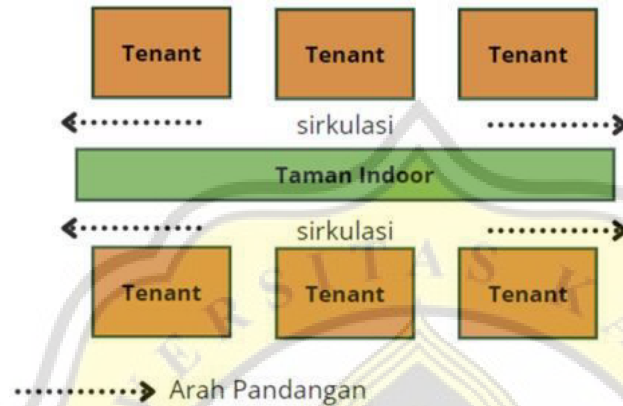 Tenant Tenant Tenant
sirkulasi
Taman Indoor
sirkulasi
Tenant Tenant Tenant
Arah Pandangan